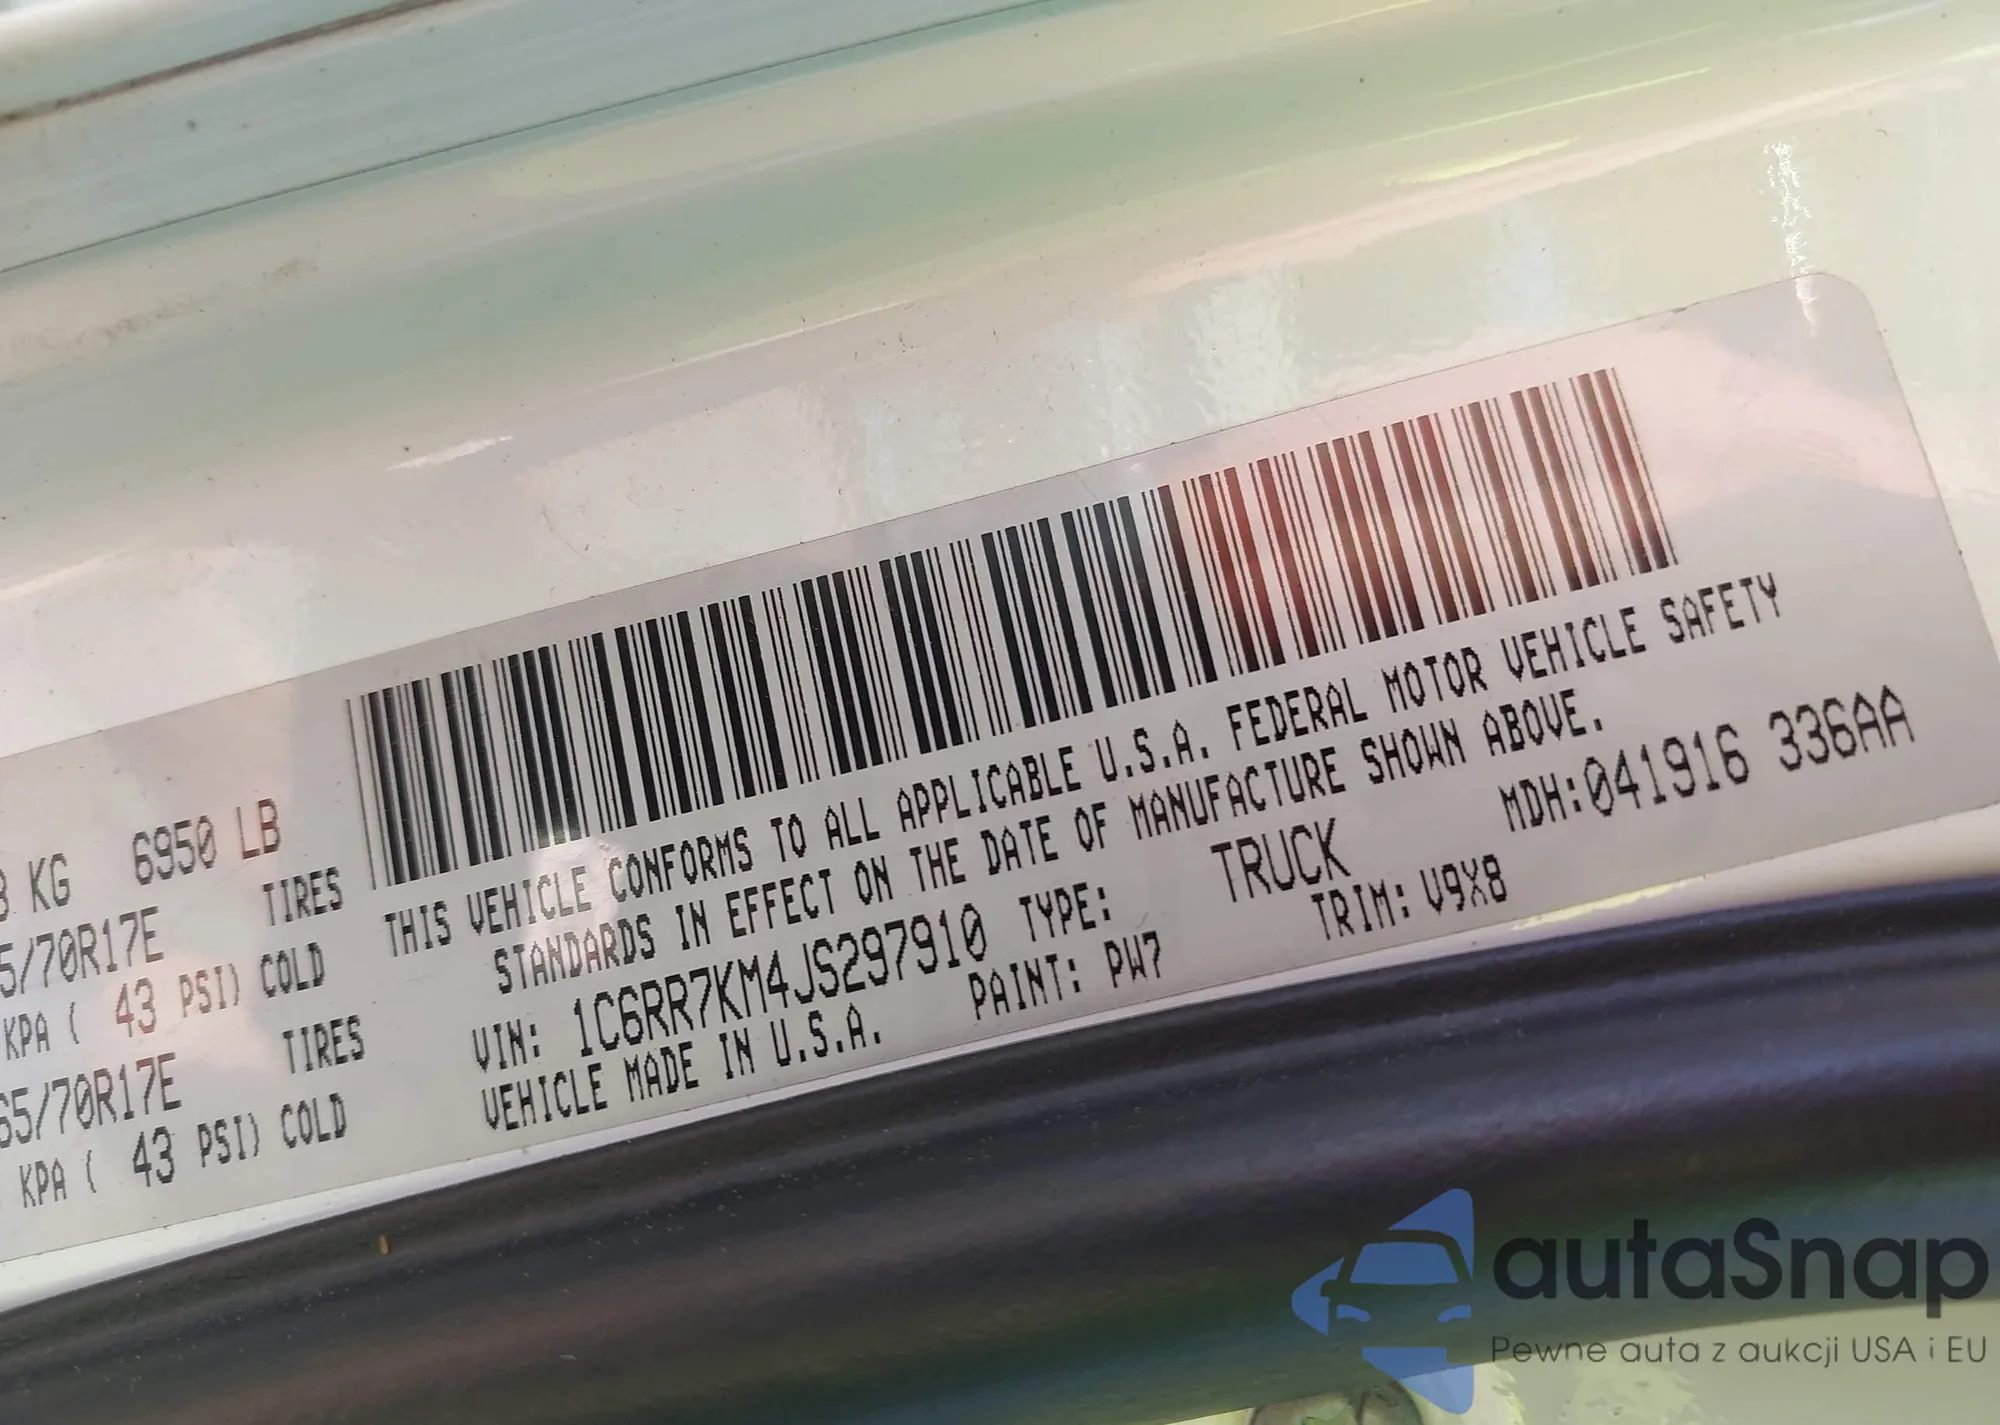 6950 LB
KG
TIRES
/70R17E
KPA ( 43 PSI) COLD
TIRES
65/70R17E
KPA ( 43 PSI) COLD
THIS VEHICLE CONFORMS TO ALL APPLICABLE U.S.A. FEDERAL MOTOR VEHICLE SAFETY
STANDARDS IN EFFECT ON THE DATE OF MANUFACTURE SHOWN ABOVE.
MDH:041916 336AA
VIN: 1C6RR7KM4JS297910 TYPE: TRUCK
VEHICLE MADE IN U.S.A. PAINT: PW7 TRIM: V9X8
autaSnap
Pewne auta z aukcji USA i EU